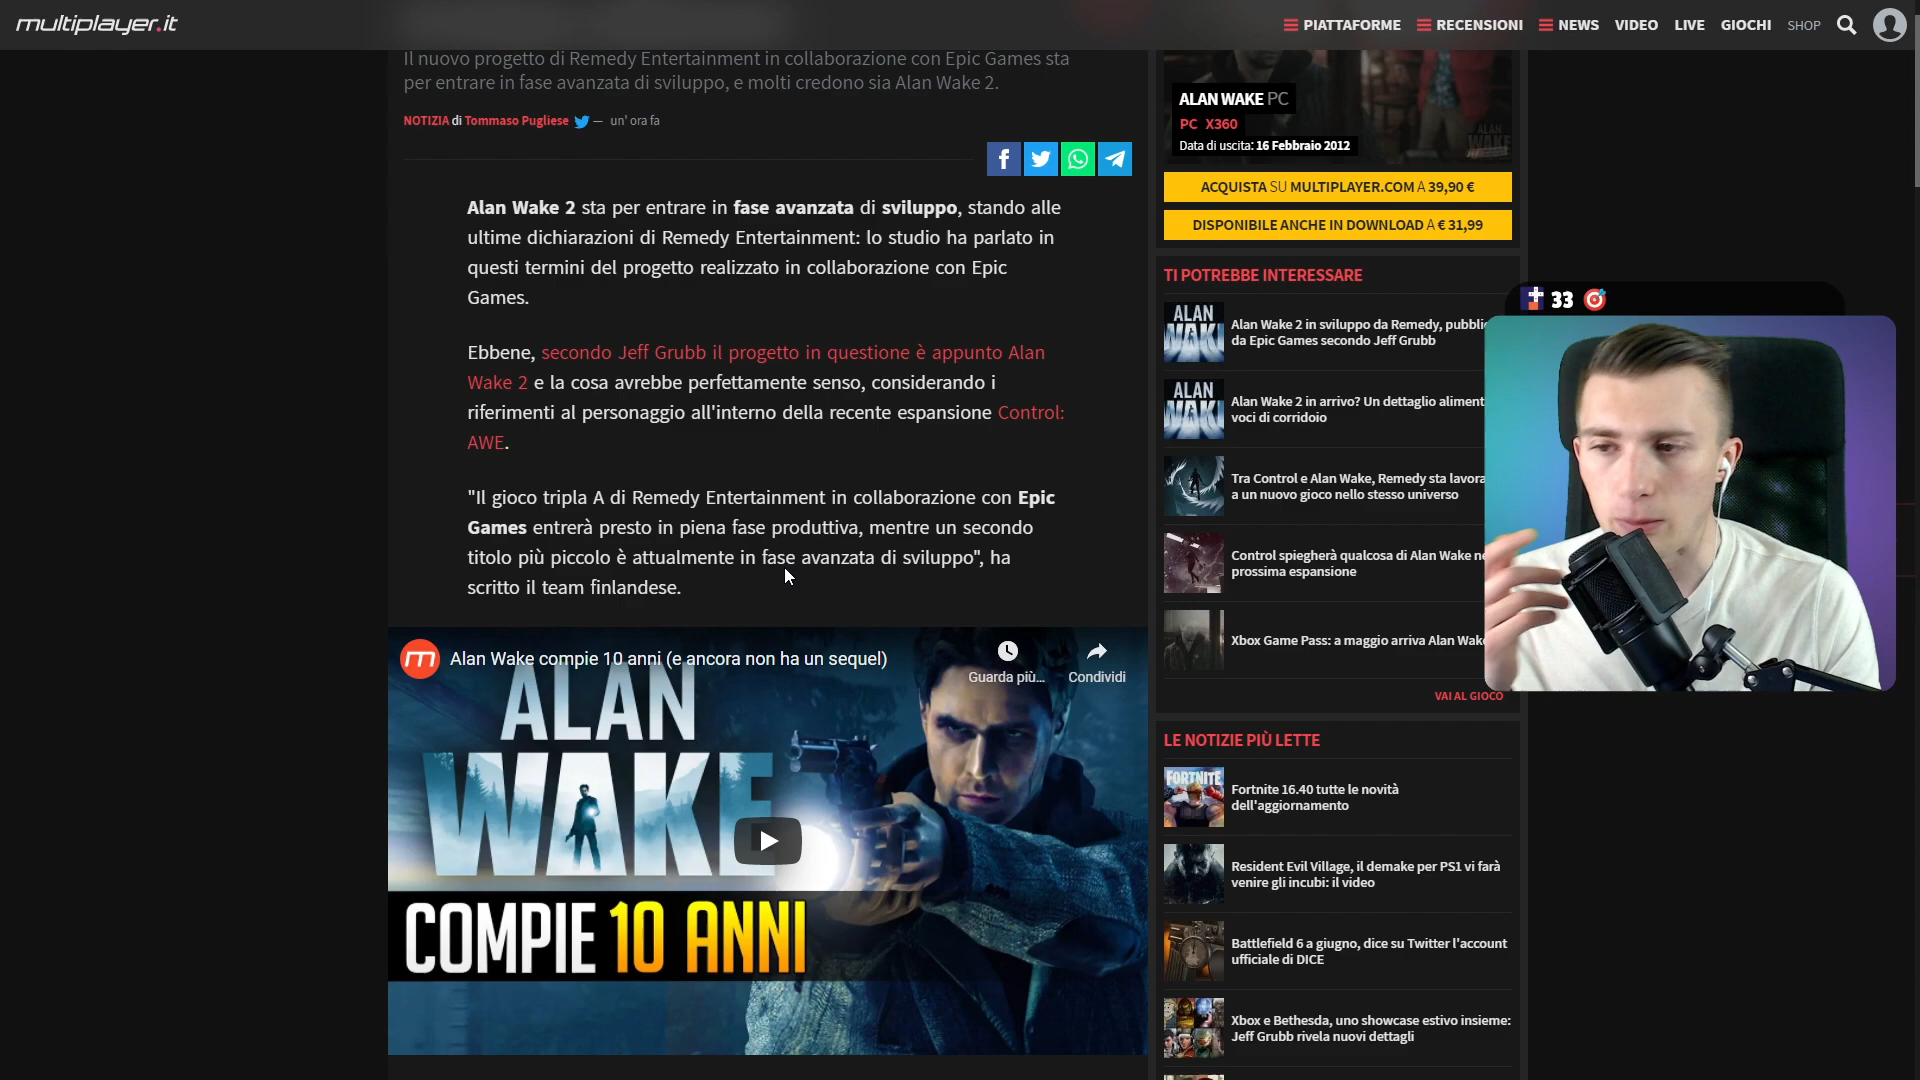 multiplayer.it
PIATTAFORME
RECENSIONI
NEWS
VIDEO
LIVE
GIOCHI
SHOP
Il nuovo progetto di Remedy Entertainment in collaborazione con Epic Games sta
per entrare in fase avanzata di sviluppo, e molti credono sia Alan Wake 2.
NOTIZIA di Tommaso Pugliese — un' ora fa
Alan Wake 2 sta per entrare in fase avanzata di sviluppo, stando alle
ultime dichiarazioni di Remedy Entertainment: lo studio ha parlato in
questi termini del progetto realizzato in collaborazione con Epic
Games.
Ebbene, secondo Jeff Grubb il progetto in questione è appunto Alan
Wake 2 e la cosa avrebbe perfettamente senso, considerando i
riferimenti al personaggio all'interno della recente espansione Control:
AWE.
"Il gioco tripla A di Remedy Entertainment in collaborazione con Epic
Games entrerà presto in piena fase produttiva, mentre un secondo
titolo più piccolo è attualmente in fase avanzata di sviluppo", ha
scritto il team finlandese.
Alan Wake compie 10 anni (e ancora non ha un sequel)
Guarda più...
Condividi
ALAN
WAKE
COMPIE 10 ANNI
ALAN WAKE PC
PC X360
Data di uscita: 16 Febbraio 2012
ALAN
WAKE
ACQUISTA SU MULTIPLAYER.COM A 39,90 €
DISPONIBILE ANCHE IN DOWNLOAD A € 31,99
TI POTREBBE INTERESSARE
ALAN
WAKE
Alan Wake 2 in sviluppo da Remedy, pubblic
da Epic Games secondo Jeff Grubb
ALAN
WAKE
Alan Wake 2 in arrivo? Un dettaglio aliment
voci di corridoio
Tra Control e Alan Wake, Remedy sta lavora
a un nuovo gioco nello stesso universo
Control spiegherà qualcosa di Alan Wake ne
prossima espansione
Xbox Game Pass: a maggio arriva Alan Wake
VAI AL GIOCO
33
LE NOTIZIE PIÙ LETTE
FORTNITE
Fortnite 16.40 tutte le novità
dell'aggiornamento
Resident Evil Village, il demake per PS1 vi farà
venire gli incubi: il video
Battlefield 6 a giugno, dice su Twitter l'account
ufficiale di DICE
Xbox e Bethesda, uno showcase estivo insieme:
Jeff Grubb rivela nuovi dettagli